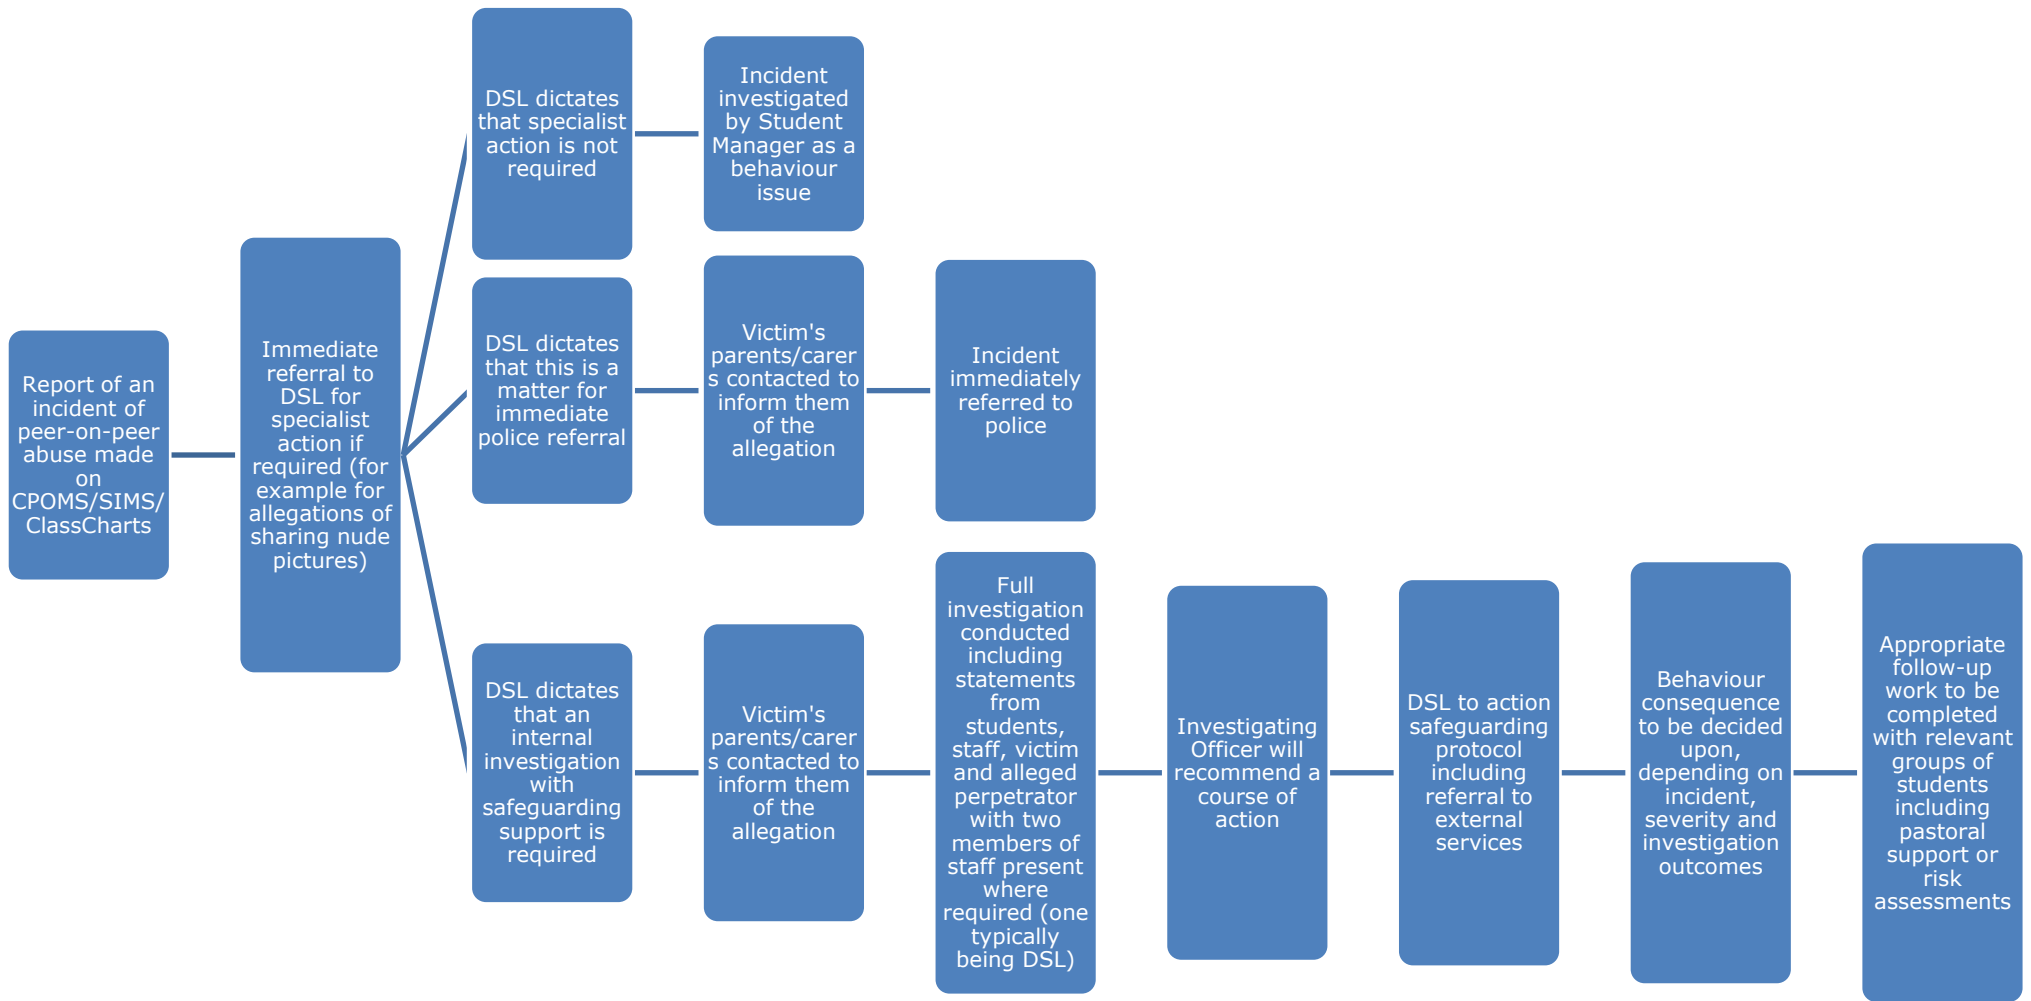 Report of an
incident of
peer-on-peer
abuse made
on
CPOMS/SIMS/
ClassCharts
Immediate
referral to
DSL for
specialist
action if
required (for
example for
allegations of
sharing nude
pictures)
DSL dictates
that specialist
action is not
required
Incident
investigated
by Student
Manager as a
behaviour
issue
DSL dictates
that this is a
matter for
immediate
police referral
Victim's
parents/carer
s contacted to
inform them
of the
allegation
Incident
immediately
referred to
police
DSL dictates
that an
internal
investigation
with
safeguarding
support is
required
Victim's
parents/carer
s contacted to
inform them
of the
allegation
Full
investigation
conducted
including
statements
from
students,
staff, victim
and alleged
perpetrator
with two
members of
staff present
where
required (one
typically
being DSL)
Investigating
Officer will
recommend a
course of
action
DSL to action
safeguarding
protocol
including
referral to
external
services
Behaviour
consequence
to be decided
upon,
depending on
incident,
severity and
investigation
outcomes
Appropriate
follow-up
work to be
completed
with relevant
groups of
students
including
pastoral
support or
risk
assessments